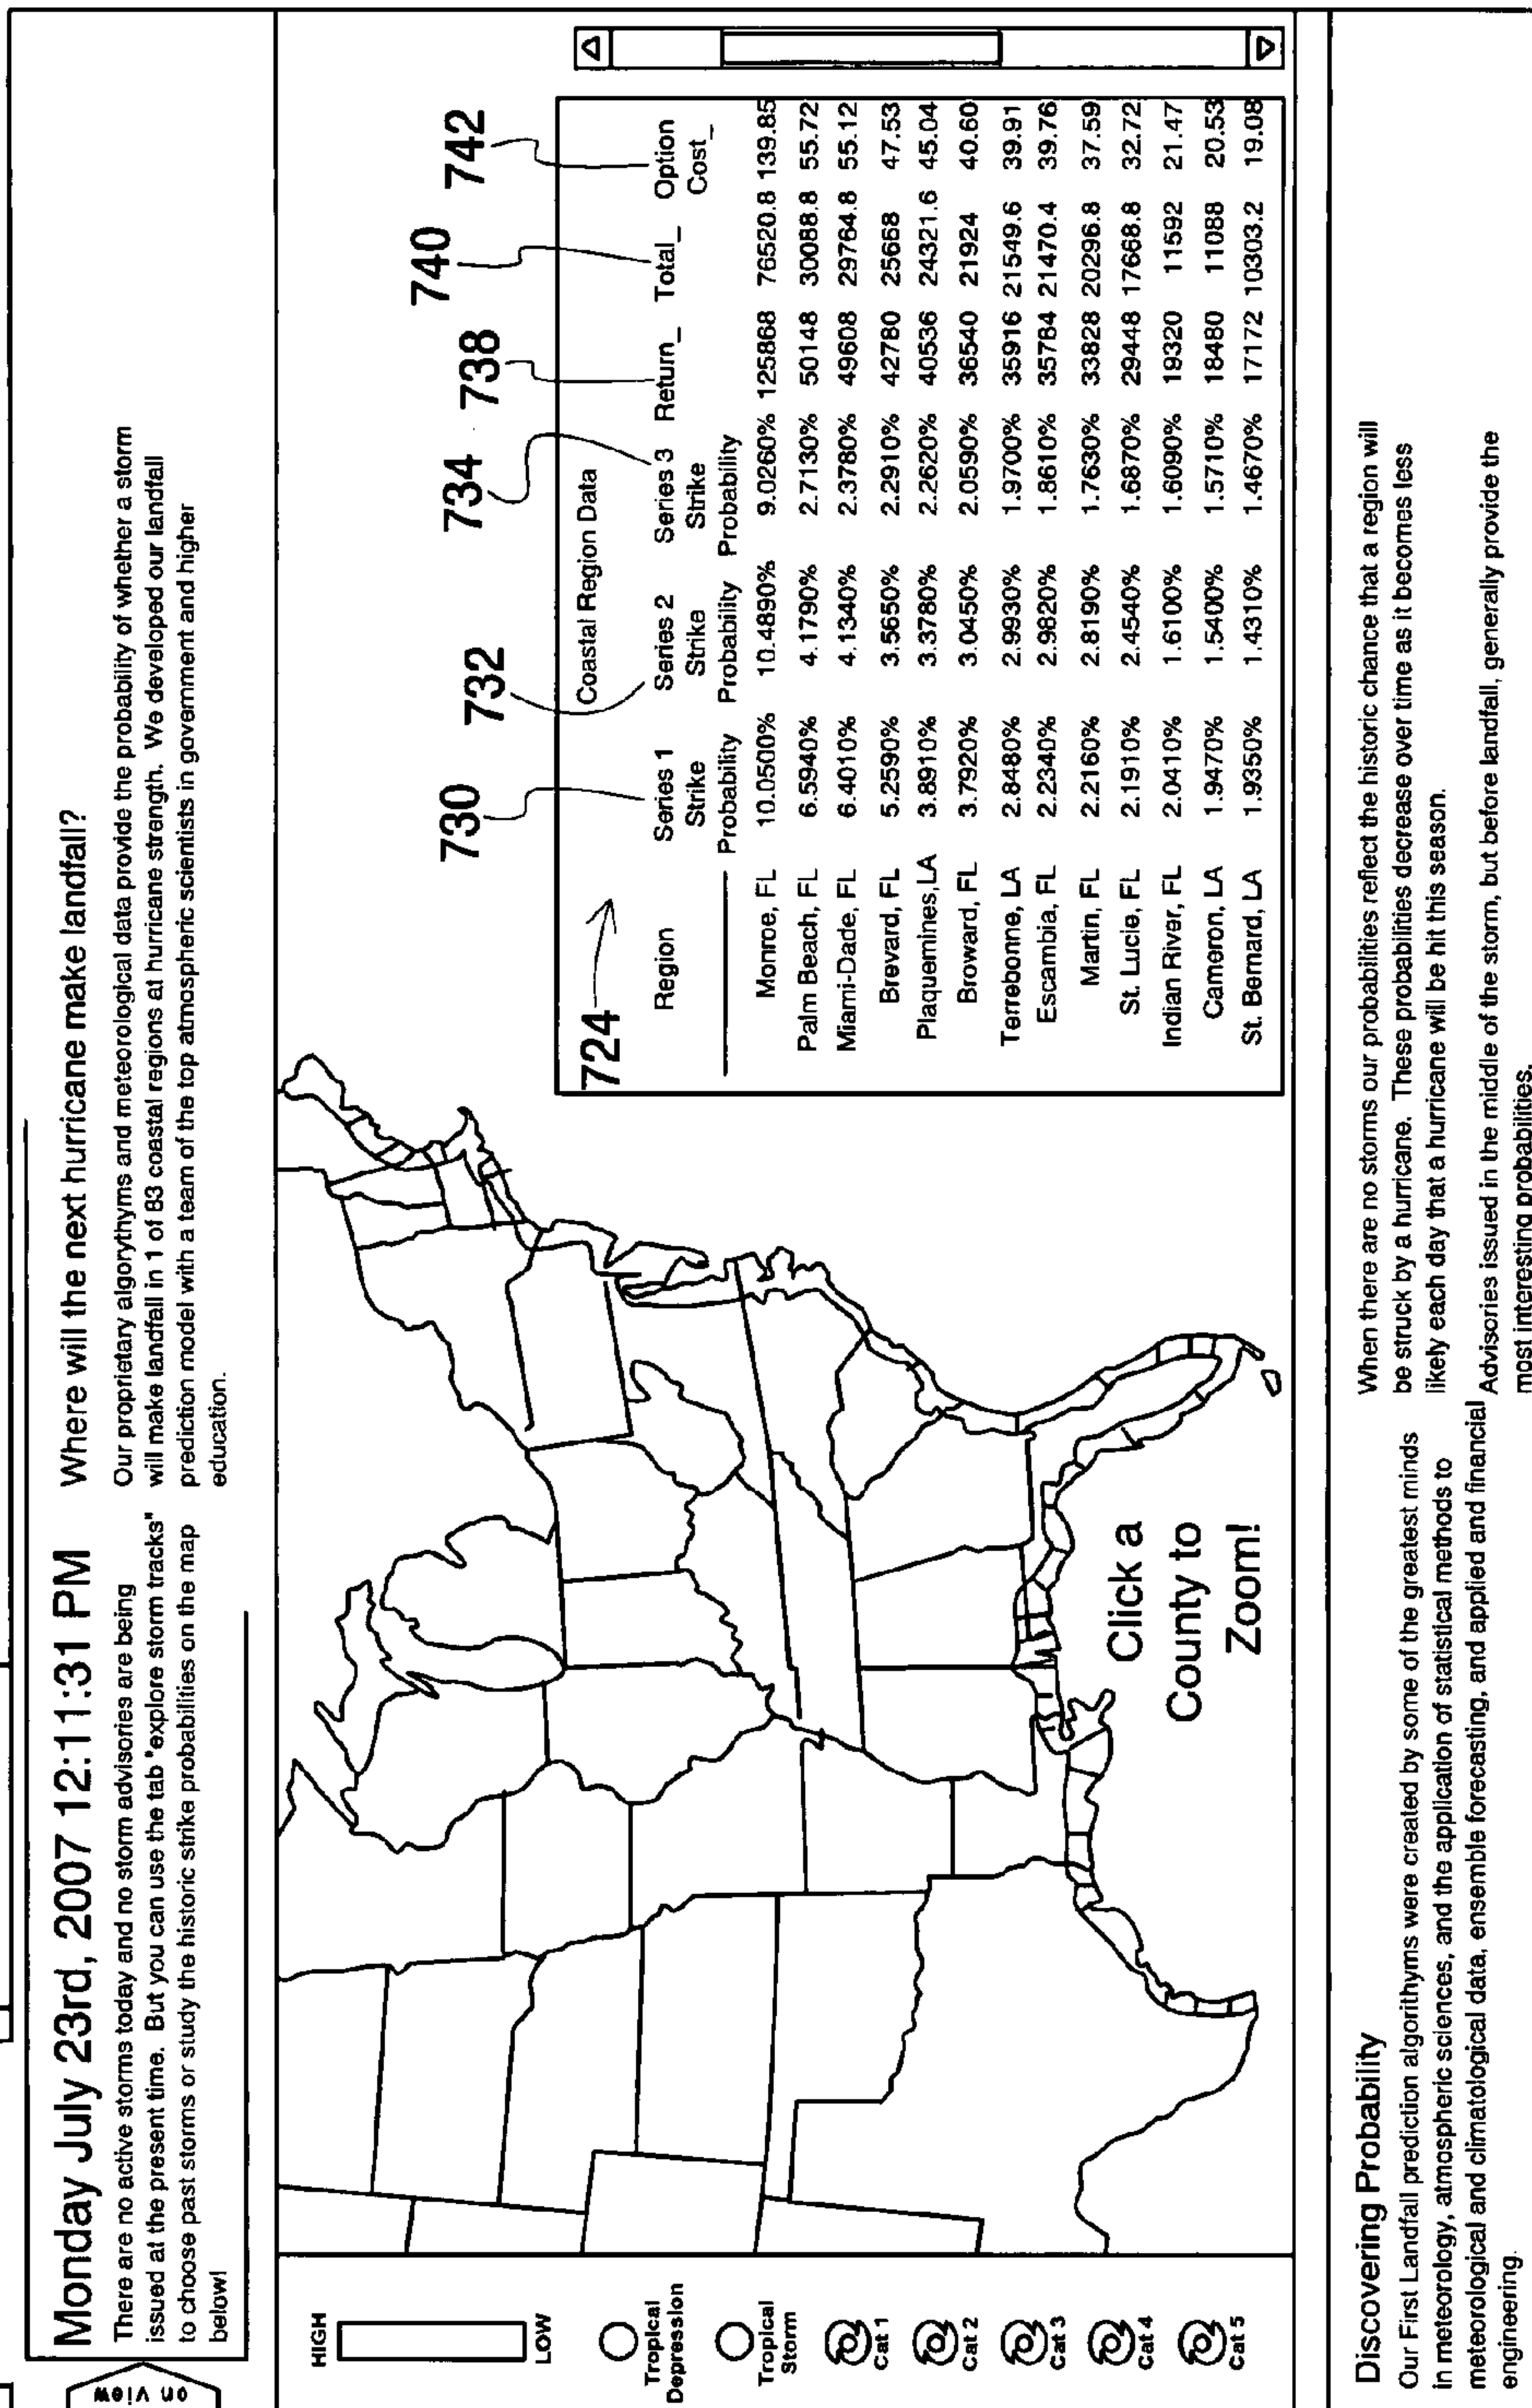 on view
Monday July 23rd, 2007 12:11:31 PM
There are no active storms today and no storm advisories are being
issued at the present time. But you can use the tab "explore storm tracks"
to choose past storms or study the historic strike probabilities on the map
below!
Where will the next hurricane make landfall?
Our proprietary algorythyms and meteorological data provide the probability of whether a storm
will make landfall in 1 of 83 coastal regions at hurricane strength. We developed our landfall
prediction model with a team of the top atmospheric scientists in government and higher
education.
HIGH
LOW
Tropical
Depression
Tropical
Storm
Cat 1
Cat 2
Cat 3
Cat 4
Cat 5
Click a
County to
Zoom!
724
730
732
734
738
740
742
Coastal Region Data
Region Series 1 Strike Probability Series 2 Strike Probability Series 3 Strike Probability Return_ Total_ Option Cost_
Monroe, FL 10.0500% 10.4890% 9.0260% 125868 76520.8 139.85
Palm Beach, FL 6.5940% 4.1790% 2.7130% 50148 30088.8 55.72
Miami-Dade, FL 6.4010% 4.1340% 2.3780% 49608 29764.8 55.12
Brevard, FL 5.2590% 3.5650% 2.2910% 42780 25668 47.53
Plaquemines,LA 3.8910% 3.3780% 2.2620% 40536 24321.6 45.04
Broward, FL 3.7920% 3.0450% 2.0590% 36540 21924 40.60
Terrebonne, LA 2.8480% 2.9930% 1.9700% 35916 21549.6 39.91
Escambia, FL 2.2340% 2.9820% 1.8610% 35784 21470.4 39.76
Martin, FL 2.2160% 2.8190% 1.7630% 33828 20296.8 37.59
St. Lucie, FL 2.1910% 2.4540% 1.6870% 29448 17668.8 32.72
Indian River, FL 2.0410% 1.6100% 1.6090% 19320 11592 21.47
Cameron, LA 1.9470% 1.5400% 1.5710% 18480 11088 20.53
St. Bernard, LA 1.9350% 1.4310% 1.4670% 17172 10303.2 19.08
Discovering Probability
Our First Landfall prediction algorithyms were created by some of the greatest minds
in meteorology, atmospheric sciences, and the application of statistical methods to
meteorological and climatological data, ensemble forecasting, and applied and financial
engineering.
When there are no storms our probabilities reflect the historic chance that a region will
be struck by a hurricane. These probabilities decrease over time as it becomes less
likely each day that a hurricane will be hit this season.
Advisories issued in the middle of the storm, but before landfall, generally provide the
most interesting probabilities.